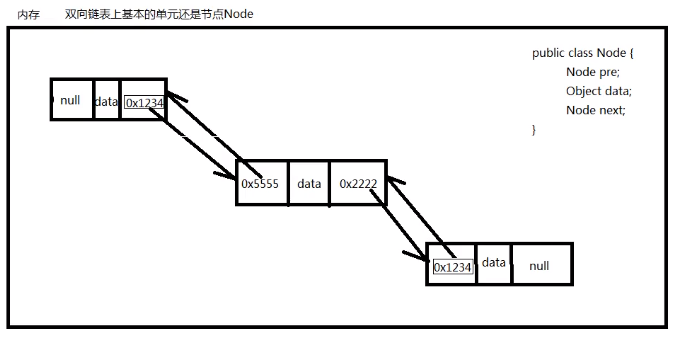 内存 双向链表上基本的单元还是节点Node
public class Node {
Node pre;
Object data;
Node next;
}
null data 0x1234
0x5555 data 0x2222
0x1234 data null